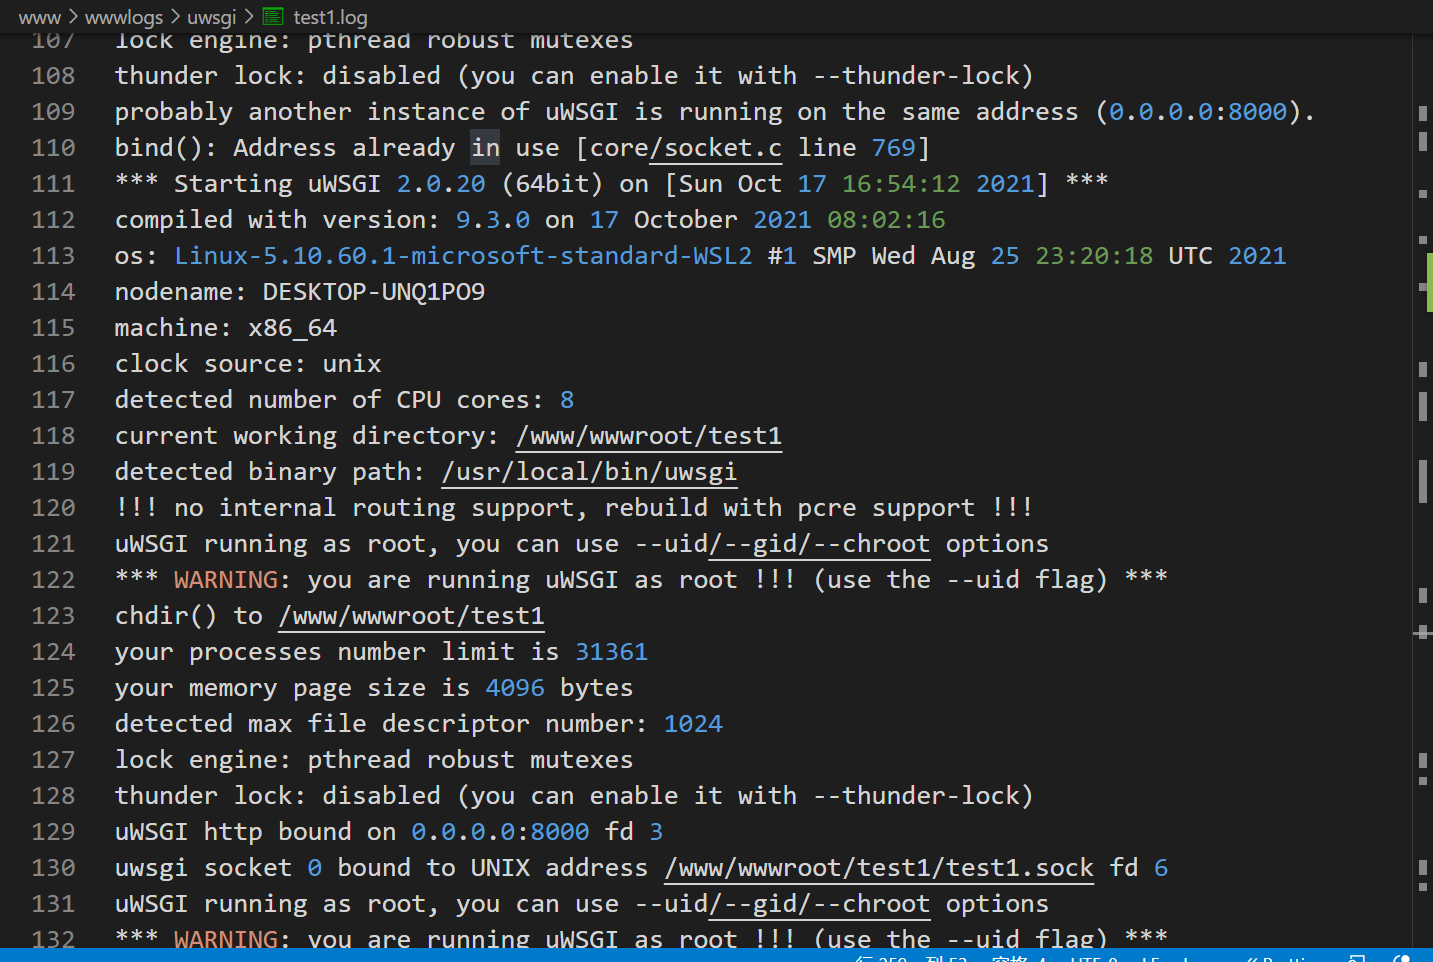 www > wwwlogs > uwsgi > test1.log
107 lock engine: pthread robust mutexes
108 thunder lock: disabled (you can enable it with --thunder-lock)
109 probably another instance of uWSGI is running on the same address (0.0.0.0:8000).
110 bind(): Address already in use [core/socket.c line 769]
111 *** Starting uWSGI 2.0.20 (64bit) on [Sun Oct 17 16:54:12 2021] ***
112 compiled with version: 9.3.0 on 17 October 2021 08:02:16
113 os: Linux-5.10.60.1-microsoft-standard-WSL2 #1 SMP Wed Aug 25 23:20:18 UTC 2021
114 nodename: DESKTOP-UNQ1PO9
115 machine: x86_64
116 clock source: unix
117 detected number of CPU cores: 8
118 current working directory: /www/wwwroot/test1
119 detected binary path: /usr/local/bin/uwsgi
120 !!! no internal routing support, rebuild with pcre support !!!
121 uWSGI running as root, you can use --uid/--gid/--chroot options
122 *** WARNING: you are running uWSGI as root !!! (use the --uid flag) ***
123 chdir() to /www/wwwroot/test1
124 your processes number limit is 31361
125 your memory page size is 4096 bytes
126 detected max file descriptor number: 1024
127 lock engine: pthread robust mutexes
128 thunder lock: disabled (you can enable it with --thunder-lock)
129 uWSGI http bound on 0.0.0.0:8000 fd 3
130 uwsgi socket 0 bound to UNIX address /www/wwwroot/test1/test1.sock fd 6
131 uWSGI running as root, you can use --uid/--gid/--chroot options
132 *** WARNING: you are running uWSGI as root !!! (use the --uid flag) ***